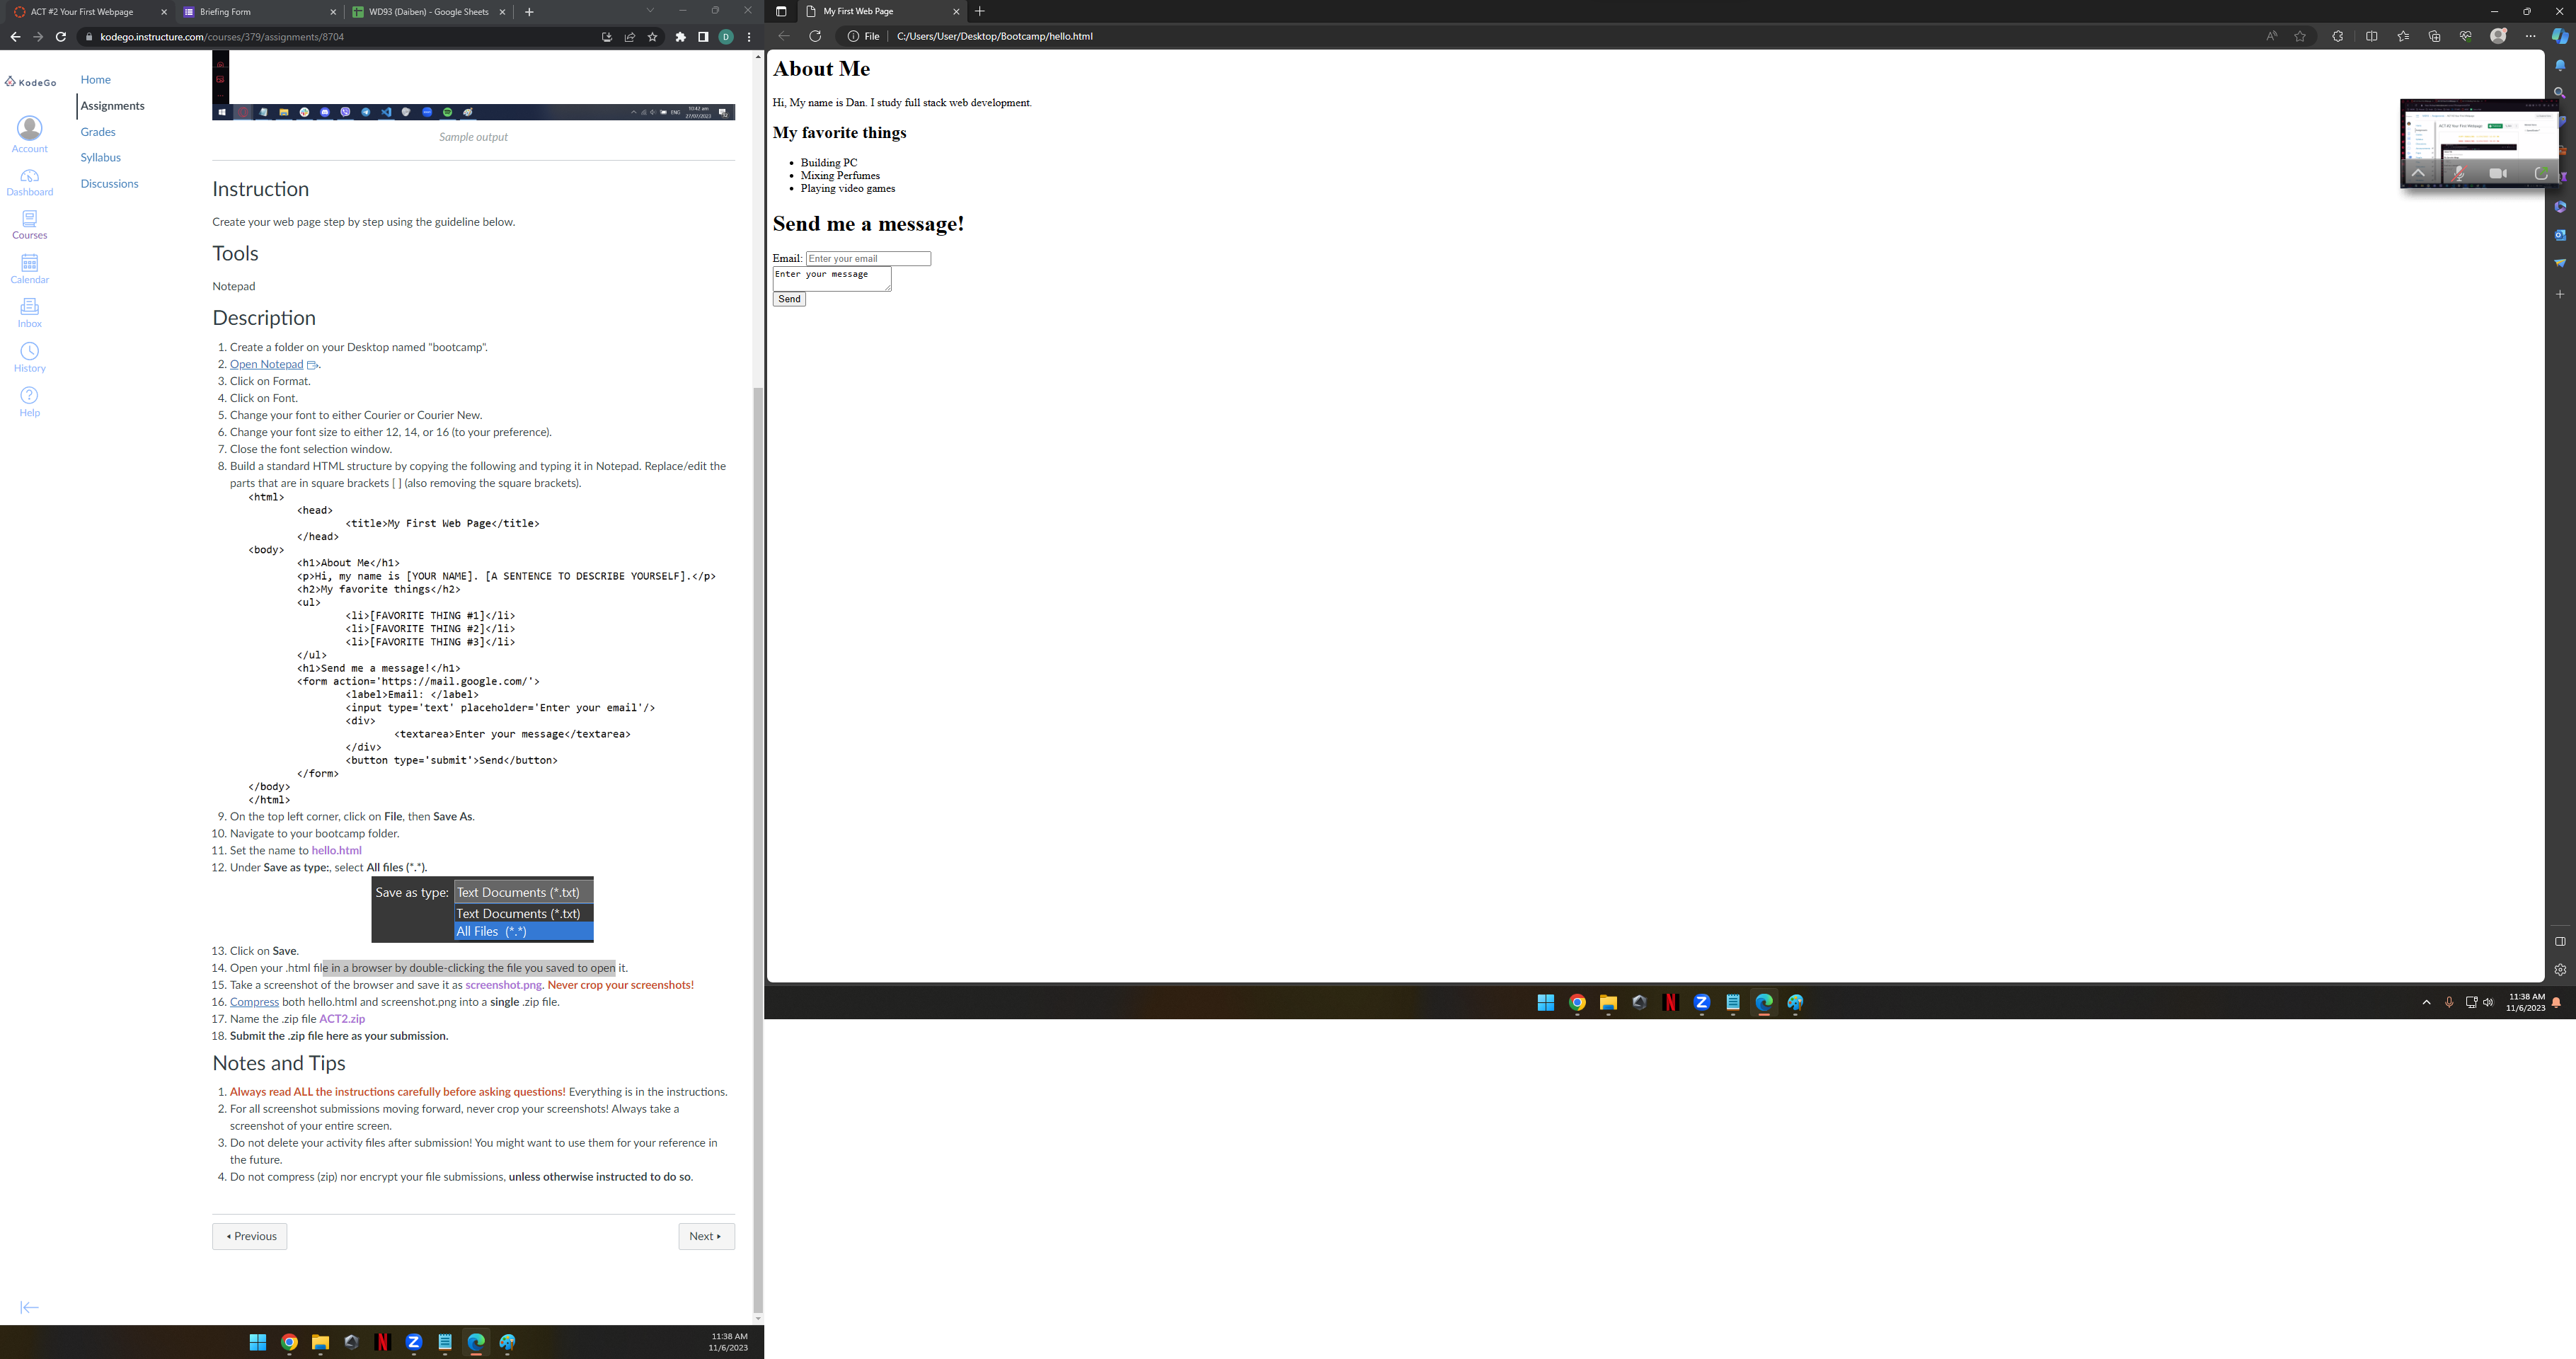 ACT #2 Your First Webpage
Briefing Form
WD93 (Daiben) - Google Sheets
kodego.instructure.com/courses/379/assignments/8704
D
KodeGo
Account
Dashboard
Courses
Calendar
Inbox
History
Help
Home
Assignments
Grades
Syllabus
Discussions
ENG
10:42 am
27/07/2023
Sample output
Instruction
Create your web page step by step using the guideline below.
Tools
Notepad
Description
1. Create a folder on your Desktop named "bootcamp".
2. Open Notepad.
3. Click on Format.
4. Click on Font.
5. Change your font to either Courier or Courier New.
6. Change your font size to either 12, 14, or 16 (to your preference).
7. Close the font selection window.
8. Build a standard HTML structure by copying the following and typing it in Notepad. Replace/edit the
parts that are in square brackets [ ] (also removing the square brackets).
<html>
<head>
<title>My First Web Page</title>
</head>
<body>
<h1>About Me</h1>
<p>Hi, my name is [YOUR NAME]. [A SENTENCE TO DESCRIBE YOURSELF].</p>
<h2>My favorite things</h2>
<ul>
<li>[FAVORITE THING #1]</li>
<li>[FAVORITE THING #2]</li>
<li>[FAVORITE THING #3]</li>
</ul>
<h1>Send me a message!</h1>
<form action='https://mail.google.com/'>
<label>Email: </label>
<input type='text' placeholder='Enter your email'/>
<div>
<textarea>Enter your message</textarea>
</div>
<button type='submit'>Send</button>
</form>
</body>
</html>
9. On the top left corner, click on File, then Save As.
10. Navigate to your bootcamp folder.
11. Set the name to hello.html
12. Under Save as type:, select All files (*.*).
Save as type: Text Documents (*.txt)
Text Documents (*.txt)
All Files (*.*)
13. Click on Save.
14. Open your .html file in a browser by double-clicking the file you saved to open it.
15. Take a screenshot of the browser and save it as screenshot.png. Never crop your screenshots!
16. Compress both hello.html and screenshot.png into a single .zip file.
17. Name the .zip file ACT2.zip
18. Submit the .zip file here as your submission.
Notes and Tips
1. Always read ALL the instructions carefully before asking questions! Everything is in the instructions.
2. For all screenshot submissions moving forward, never crop your screenshots! Always take a
screenshot of your entire screen.
3. Do not delete your activity files after submission! You might want to use them for your reference in
the future.
4. Do not compress (zip) nor encrypt your file submissions, unless otherwise instructed to do so.
Previous
Next
11:38 AM
11/6/2023
My First Web Page
File
C:/Users/User/Desktop/Bootcamp/hello.html
About Me
Hi, My name is Dan. I study full stack web development.
My favorite things
• Building PC
• Mixing Perfumes
• Playing video games
Send me a message!
Email: Enter your email
Enter your message
Send
11:38 AM
11/6/2023